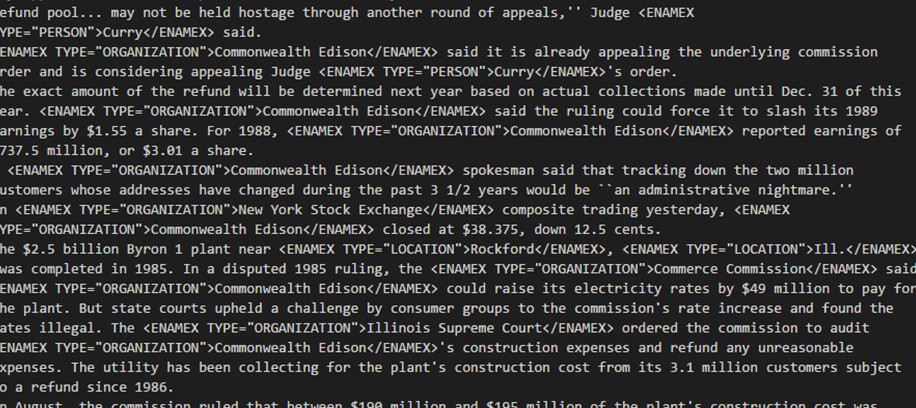 efund pool... may not be held hostage through another round of appeals,'' Judge <ENAMEX
YPE="PERSON">Curry</ENAMEX> said.
ENAMEX TYPE="ORGANIZATION">Commonwealth Edison</ENAMEX> said it is already appealing the underlying commission
rder and is considering appealing Judge <ENAMEX TYPE="PERSON">Curry</ENAMEX>'s order.
he exact amount of the refund will be determined next year based on actual collections made until Dec. 31 of this
ear. <ENAMEX TYPE="ORGANIZATION">Commonwealth Edison</ENAMEX> said the ruling could force it to slash its 1989
arnings by $1.55 a share. For 1988, <ENAMEX TYPE="ORGANIZATION">Commonwealth Edison</ENAMEX> reported earnings of
737.5 million, or $3.01 a share.
<ENAMEX TYPE="ORGANIZATION">Commonwealth Edison</ENAMEX> spokesman said that tracking down the two million
ustomers whose addresses have changed during the past 3 1/2 years would be ``an administrative nightmare.''
n <ENAMEX TYPE="ORGANIZATION">New York Stock Exchange</ENAMEX> composite trading yesterday, <ENAMEX
YPE="ORGANIZATION">Commonwealth Edison</ENAMEX> closed at $38.375, down 12.5 cents.
he $2.5 billion Byron 1 plant near <ENAMEX TYPE="LOCATION">Rockford</ENAMEX>, <ENAMEX TYPE="LOCATION">Ill.</ENAMEX>
was completed in 1985. In a disputed 1985 ruling, the <ENAMEX TYPE="ORGANIZATION">Commerce Commission</ENAMEX> said
ENAMEX TYPE="ORGANIZATION">Commonwealth Edison</ENAMEX> could raise its electricity rates by $49 million to pay for
he plant. But state courts upheld a challenge by consumer groups to the commission's rate increase and found the
ates illegal. The <ENAMEX TYPE="ORGANIZATION">Illinois Supreme Court</ENAMEX> ordered the commission to audit
ENAMEX TYPE="ORGANIZATION">Commonwealth Edison</ENAMEX>'s construction expenses and refund any unreasonable
xpenses. The utility has been collecting for the plant's construction cost from its 3.1 million customers subject
o a refund since 1986.
n August, the commission ruled that between $190 million and $195 million of the plant's construction cost was